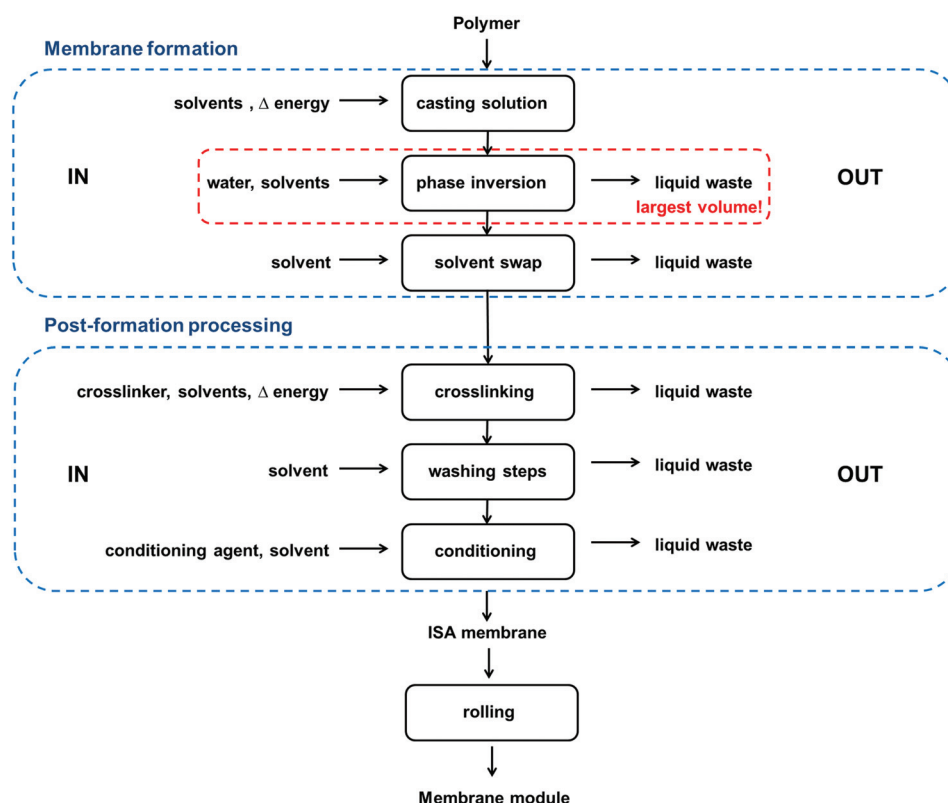 Polymer
Membrane formation
solvents , Δ energy
casting solution
IN
water, solvents
phase inversion
liquid waste
largest volume!
OUT
solvent
solvent swap
liquid waste
Post-formation processing
crosslinker, solvents, Δ energy
crosslinking
liquid waste
IN
solvent
washing steps
liquid waste
OUT
conditioning agent, solvent
conditioning
liquid waste
ISA membrane
rolling
Membrane module